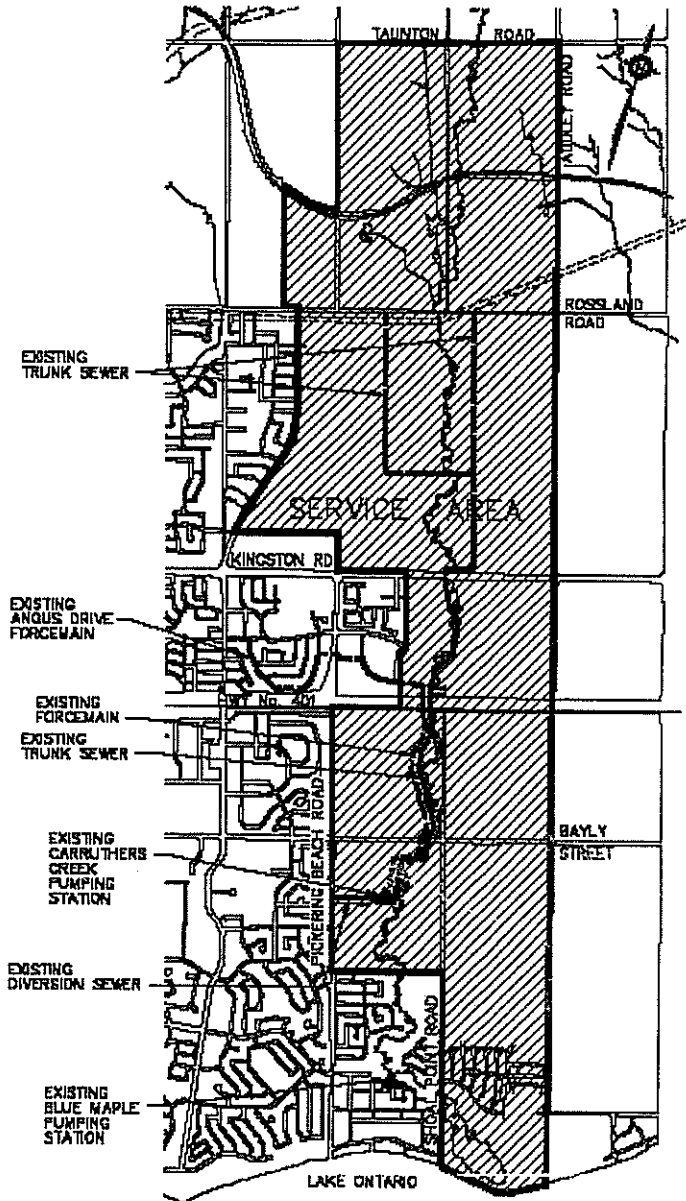 TAUNTON ROAD
AUDLEY ROAD
ROSSLAND
ROAD
EXISTING
TRUNK SEWER
SERVICE AREA
KINGSTON RD
EXISTING
ANGUS DRIVE
FORCEMAIN
HWY No. 401
EXISTING
FORCEMAIN
EXISTING
TRUNK SEWER
PICKERING BEACH ROAD
BAYLY
STREET
EXISTING
CARRUTHERS
CREEK
PUMPING
STATION
EXISTING
DIVERSION SEWER
SHOAL POINT ROAD
EXISTING
BLUE MAPLE
PUMPING
STATION
LAKE ONTARIO